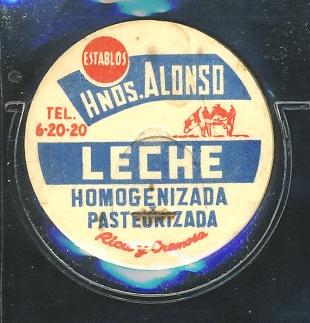 ESTABLOS
HNOS. ALONSO
TEL.
6-20-20
LECHE
HOMOGENIZADA
PASTEURIZADA
Rica y Cremosa